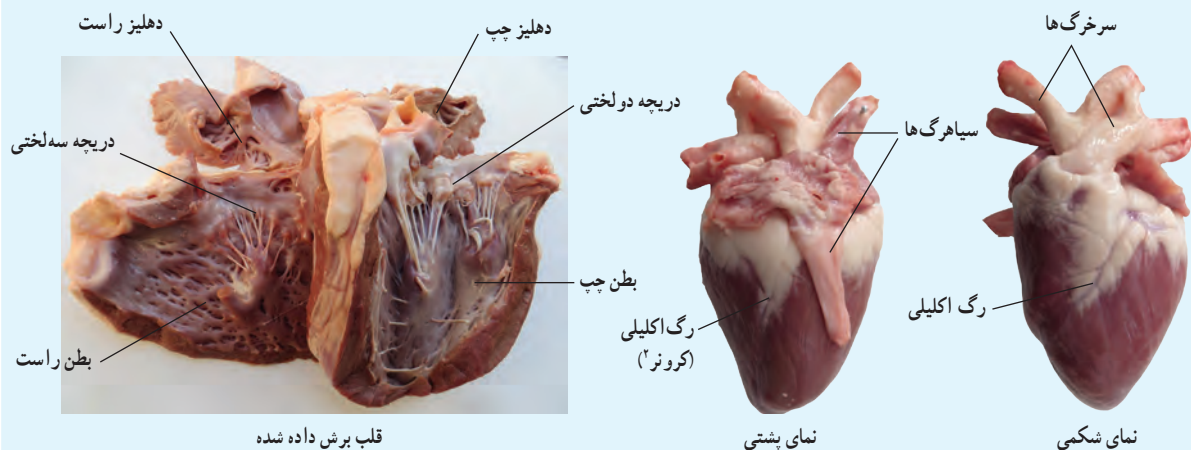 سرخرگ‌ها
رگ اکلیلی
نمای شکمی
سیاهرگ‌ها
رگ اکلیلی
(کرونر۲)
نمای پشتی
دهلیز راست
دهلیز چپ
دریچه دولختی
دریچه سه‌لختی
بطن چپ
بطن راست
قلب برش داده شده